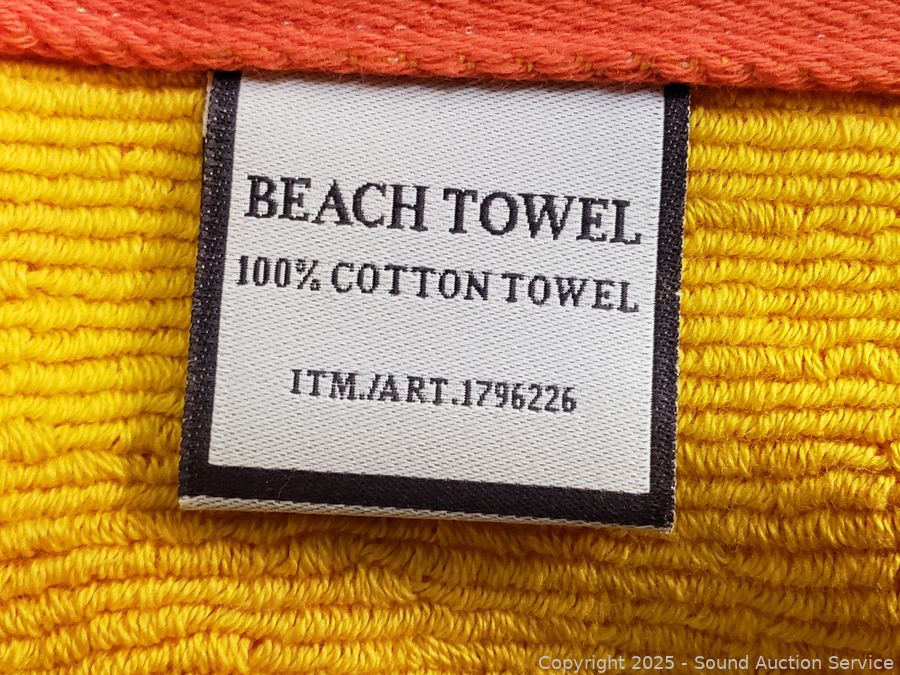 BEACH TOWEL
100% COTTON TOWEL
ITM./ART.1796226
Copyright 2025 - Sound Auction Service